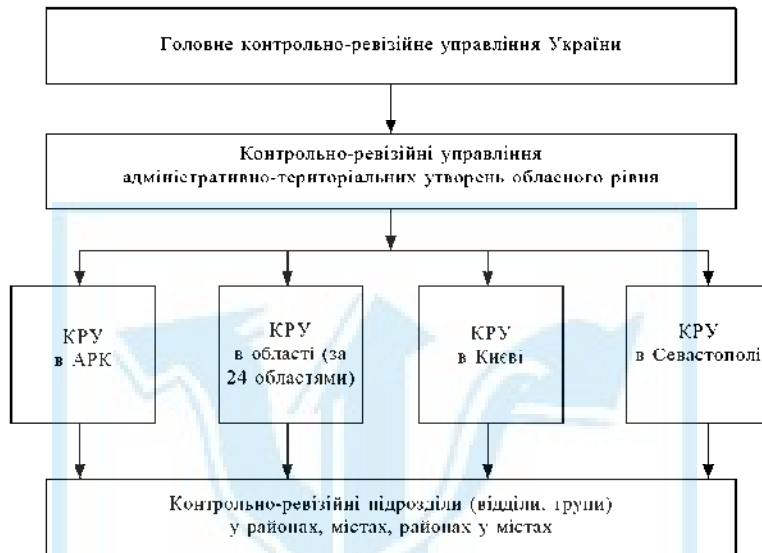 Головне контрольно-ревізійне управління України
Контрольно-ревізійні управління
адміністративно-територіальних утворень обласного рівня
КРУ
в АРК
КРУ
в області (за
24 областями)
КРУ
в Києві
КРУ
в Севастополі
Контрольно-ревізійні підрозділи (відділи, групи)
у районах, містах, районах у містах